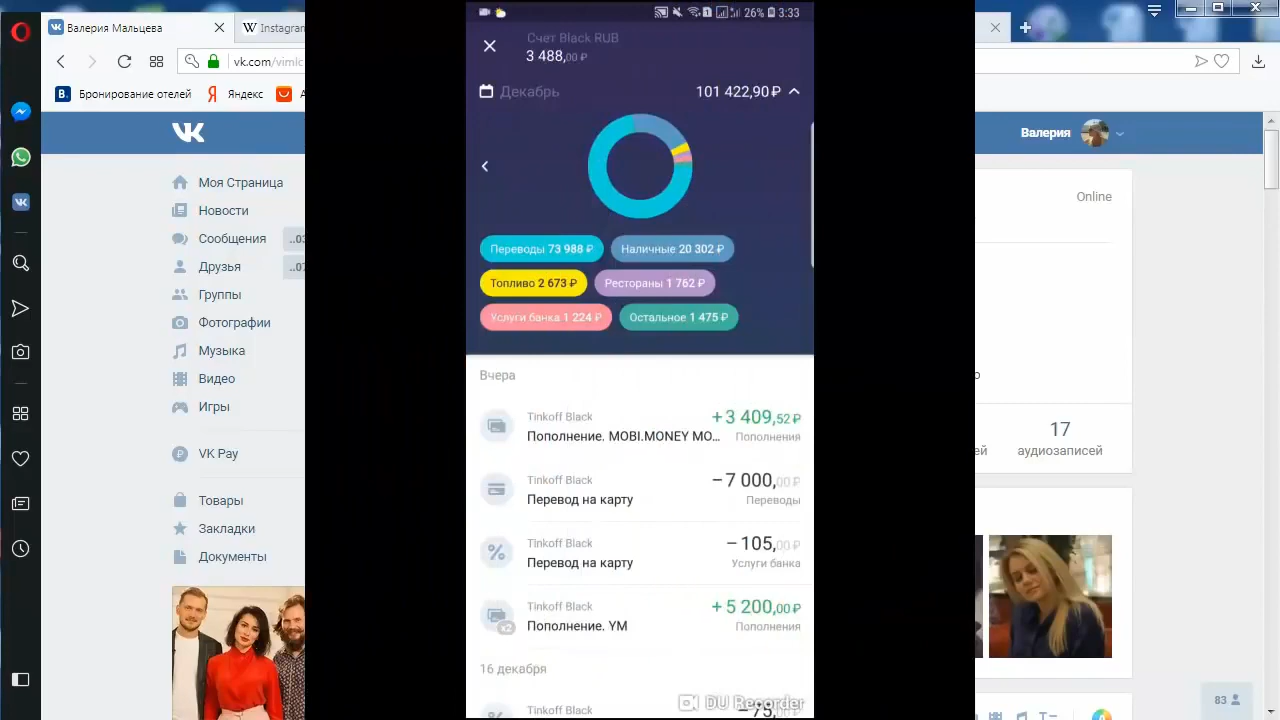 Валерия Мальцева
Instagram
vk.com/vimlc
Бронирование отелей
Яндекс
Валерия
Моя Страница
Новости
Сообщения
Друзья
Группы
Фотографии
Музыка
Видео
Игры
VK Pay
Товары
Закладки
Документы
26% 3:33
Счет Black RUB
3 488,00 ₽
Декабрь 101 422,90 ₽
Переводы 73 988 ₽ Наличные 20 302 ₽
Топливо 2 673 ₽ Рестораны 1 762 ₽
Услуги банка 1 224 ₽ Остальное 1 475 ₽
Вчера
Tinkoff Black +3 409,52 ₽
Пополнение. MOBI.MONEY MO... Пополнения
Tinkoff Black −7 000,00 ₽
Перевод на карту Переводы
Tinkoff Black −105,00 ₽
Перевод на карту Услуги банка
Tinkoff Black +5 200,00 ₽
x2 Пополнение. YM Пополнения
16 декабря
−75,00 ₽
DU Recorder
Online
17
аудиозаписей
83